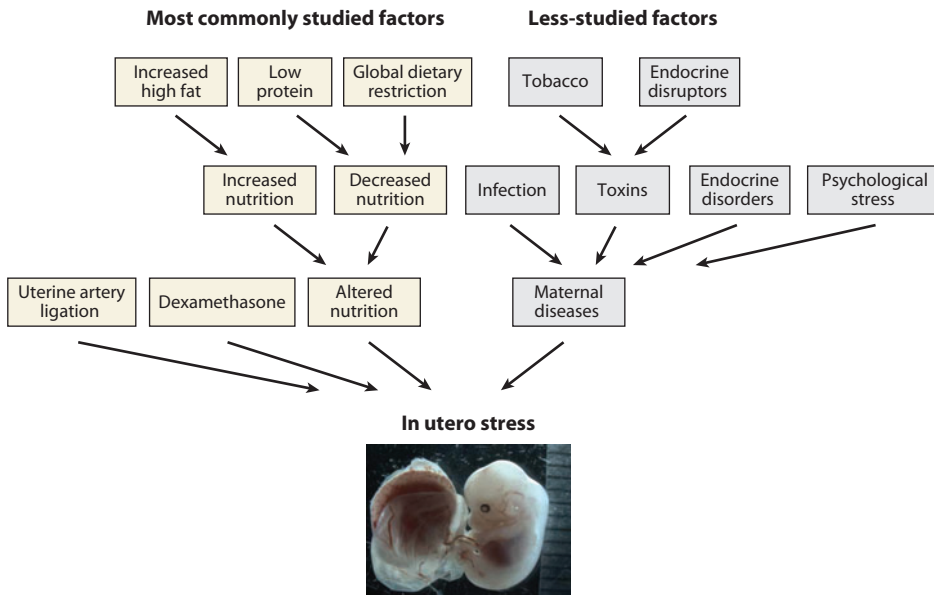 Most commonly studied factors
Less-studied factors
Increased
high fat
Low
protein
Global dietary
restriction
Tobacco
Endocrine
disruptors
Increased
nutrition
Decreased
nutrition
Infection
Toxins
Endocrine
disorders
Psychological
stress
Uterine artery
ligation
Dexamethasone
Altered
nutrition
Maternal
diseases
In utero stress